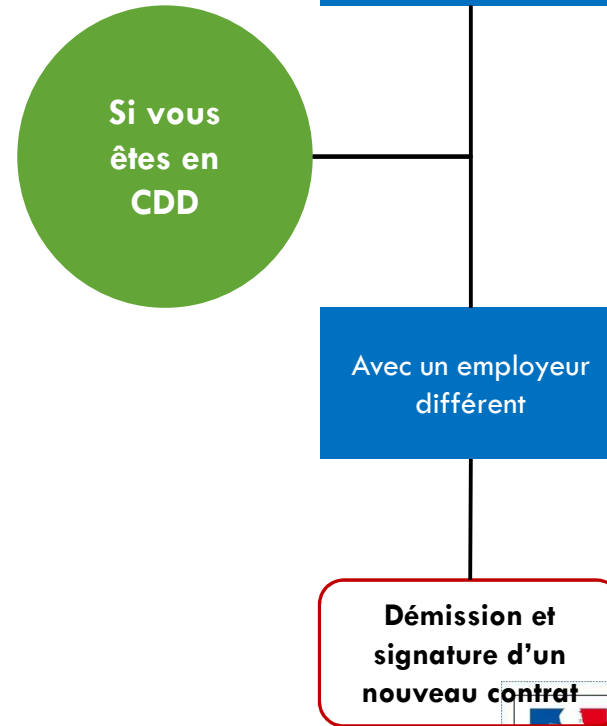 Si vous
êtes en
CDD
Avec un employeur
différent
Démission et
signature d’un
nouveau contrat